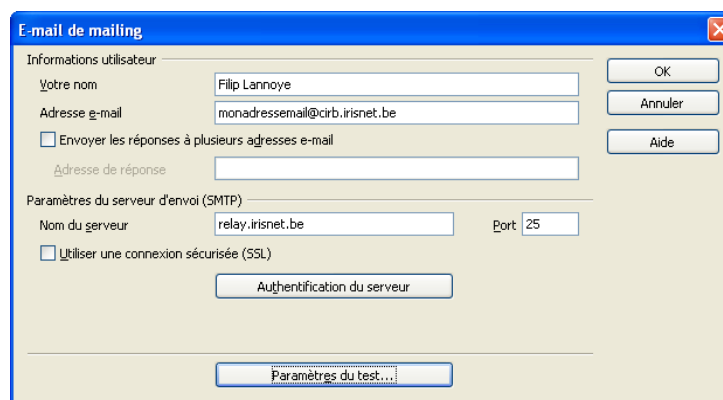 E-mail de mailing
Informations utilisateur
Votre nom Filip Lannoye
OK
Adresse e-mail monadressemail@cirb.irisnet.be
Annuler
Envoyer les réponses à plusieurs adresses e-mail
Aide
Adresse de réponse
Paramètres du serveur d'envoi (SMTP)
Nom du serveur relay.irisnet.be Port 25
Utiliser une connexion sécurisée (SSL)
Authentification du serveur
Paramètres du test...